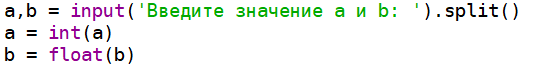 a,b = input('Введите значение a и b: ').split()
a = int(a)
b = float(b)